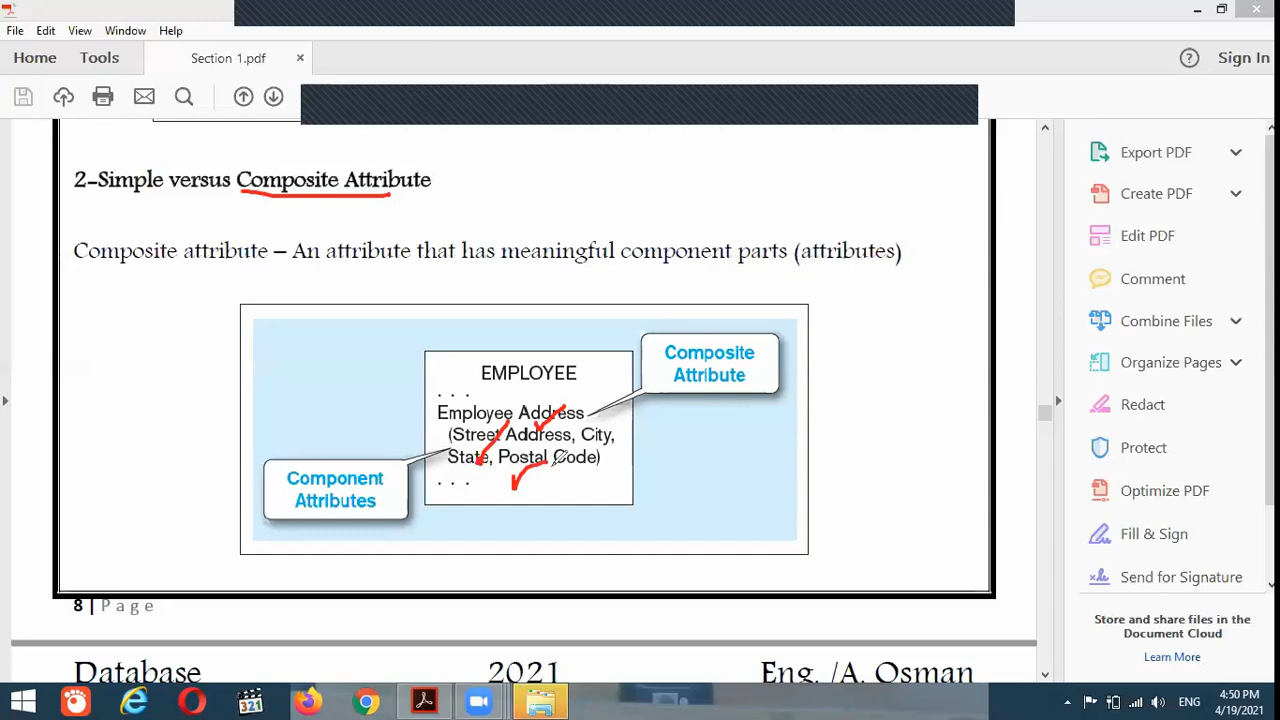 File Edit View Window Help
Home Tools Section 1.pdf × Sign In
2-Simple versus Composite Attribute
Composite attribute – An attribute that has meaningful component parts (attributes)
EMPLOYEE
. . .
Employee Address
(Street Address, City,
State, Postal Code)
. . .
Composite
Attribute
Component
Attributes
8 | Page
Database 2021 Eng. /A. Osman
Export PDF
Create PDF
Edit PDF
Comment
Combine Files
Organize Pages
Redact
Protect
Optimize PDF
Fill & Sign
Send for Signature
Store and share files in the
Document Cloud
Learn More
321
ENG
4:50 PM
4/19/2021